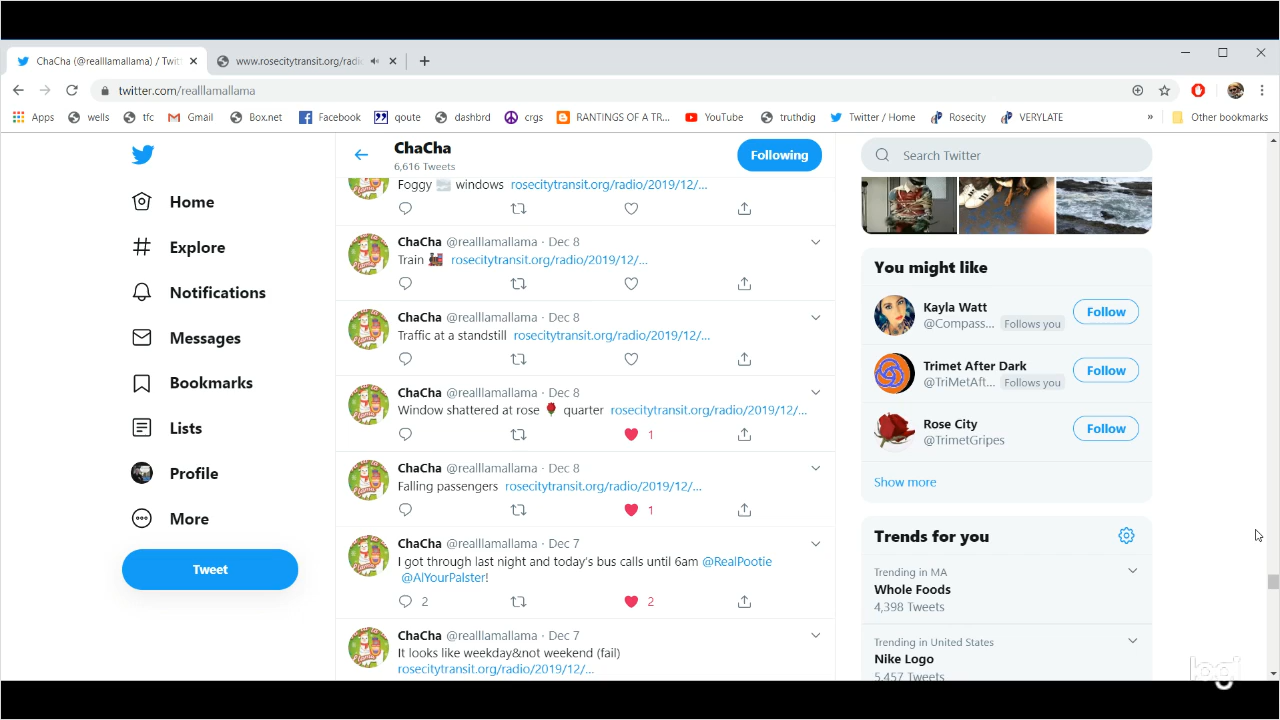 ChaCha (@realllamallama) / Twit
www.rosecitytransit.org/radi
twitter.com/realllamallama
Apps wells tfc Gmail Box.net Facebook qoute dashbrd crgs RANTINGS OF A TR... YouTube truthdig Twitter / Home Rosecity VERYLATE » Other bookmarks
Home
Explore
Notifications
Messages
Bookmarks
Lists
Profile
More
Tweet
ChaCha
6,616 Tweets
Following
Foggy windows rosecitytransit.org/radio/2019/12/...
ChaCha @realllamallama · Dec 8
Train rosecitytransit.org/radio/2019/12/...
ChaCha @realllamallama · Dec 8
Traffic at a standstill rosecitytransit.org/radio/2019/12/...
ChaCha @realllamallama · Dec 8
Window shattered at rose quarter rosecitytransit.org/radio/2019/12/...
1
ChaCha @realllamallama · Dec 8
Falling passengers rosecitytransit.org/radio/2019/12/...
1
ChaCha @realllamallama · Dec 7
I got through last night and today's bus calls until 6am @RealPootie
@AlYourPalster!
2 2
ChaCha @realllamallama · Dec 7
It looks like weekday&not weekend (fail)
rosecitytransit.org/radio/2019/12/...
Search Twitter
You might like
Kayla Watt
@Compass... Follows you
Follow
Trimet After Dark
@TriMetAft... Follows you
Follow
Rose City
@TrimetGripes
Follow
Show more
Trends for you
Trending in MA
Whole Foods
4,398 Tweets
Trending in United States
Nike Logo
5,457 Tweets
logi